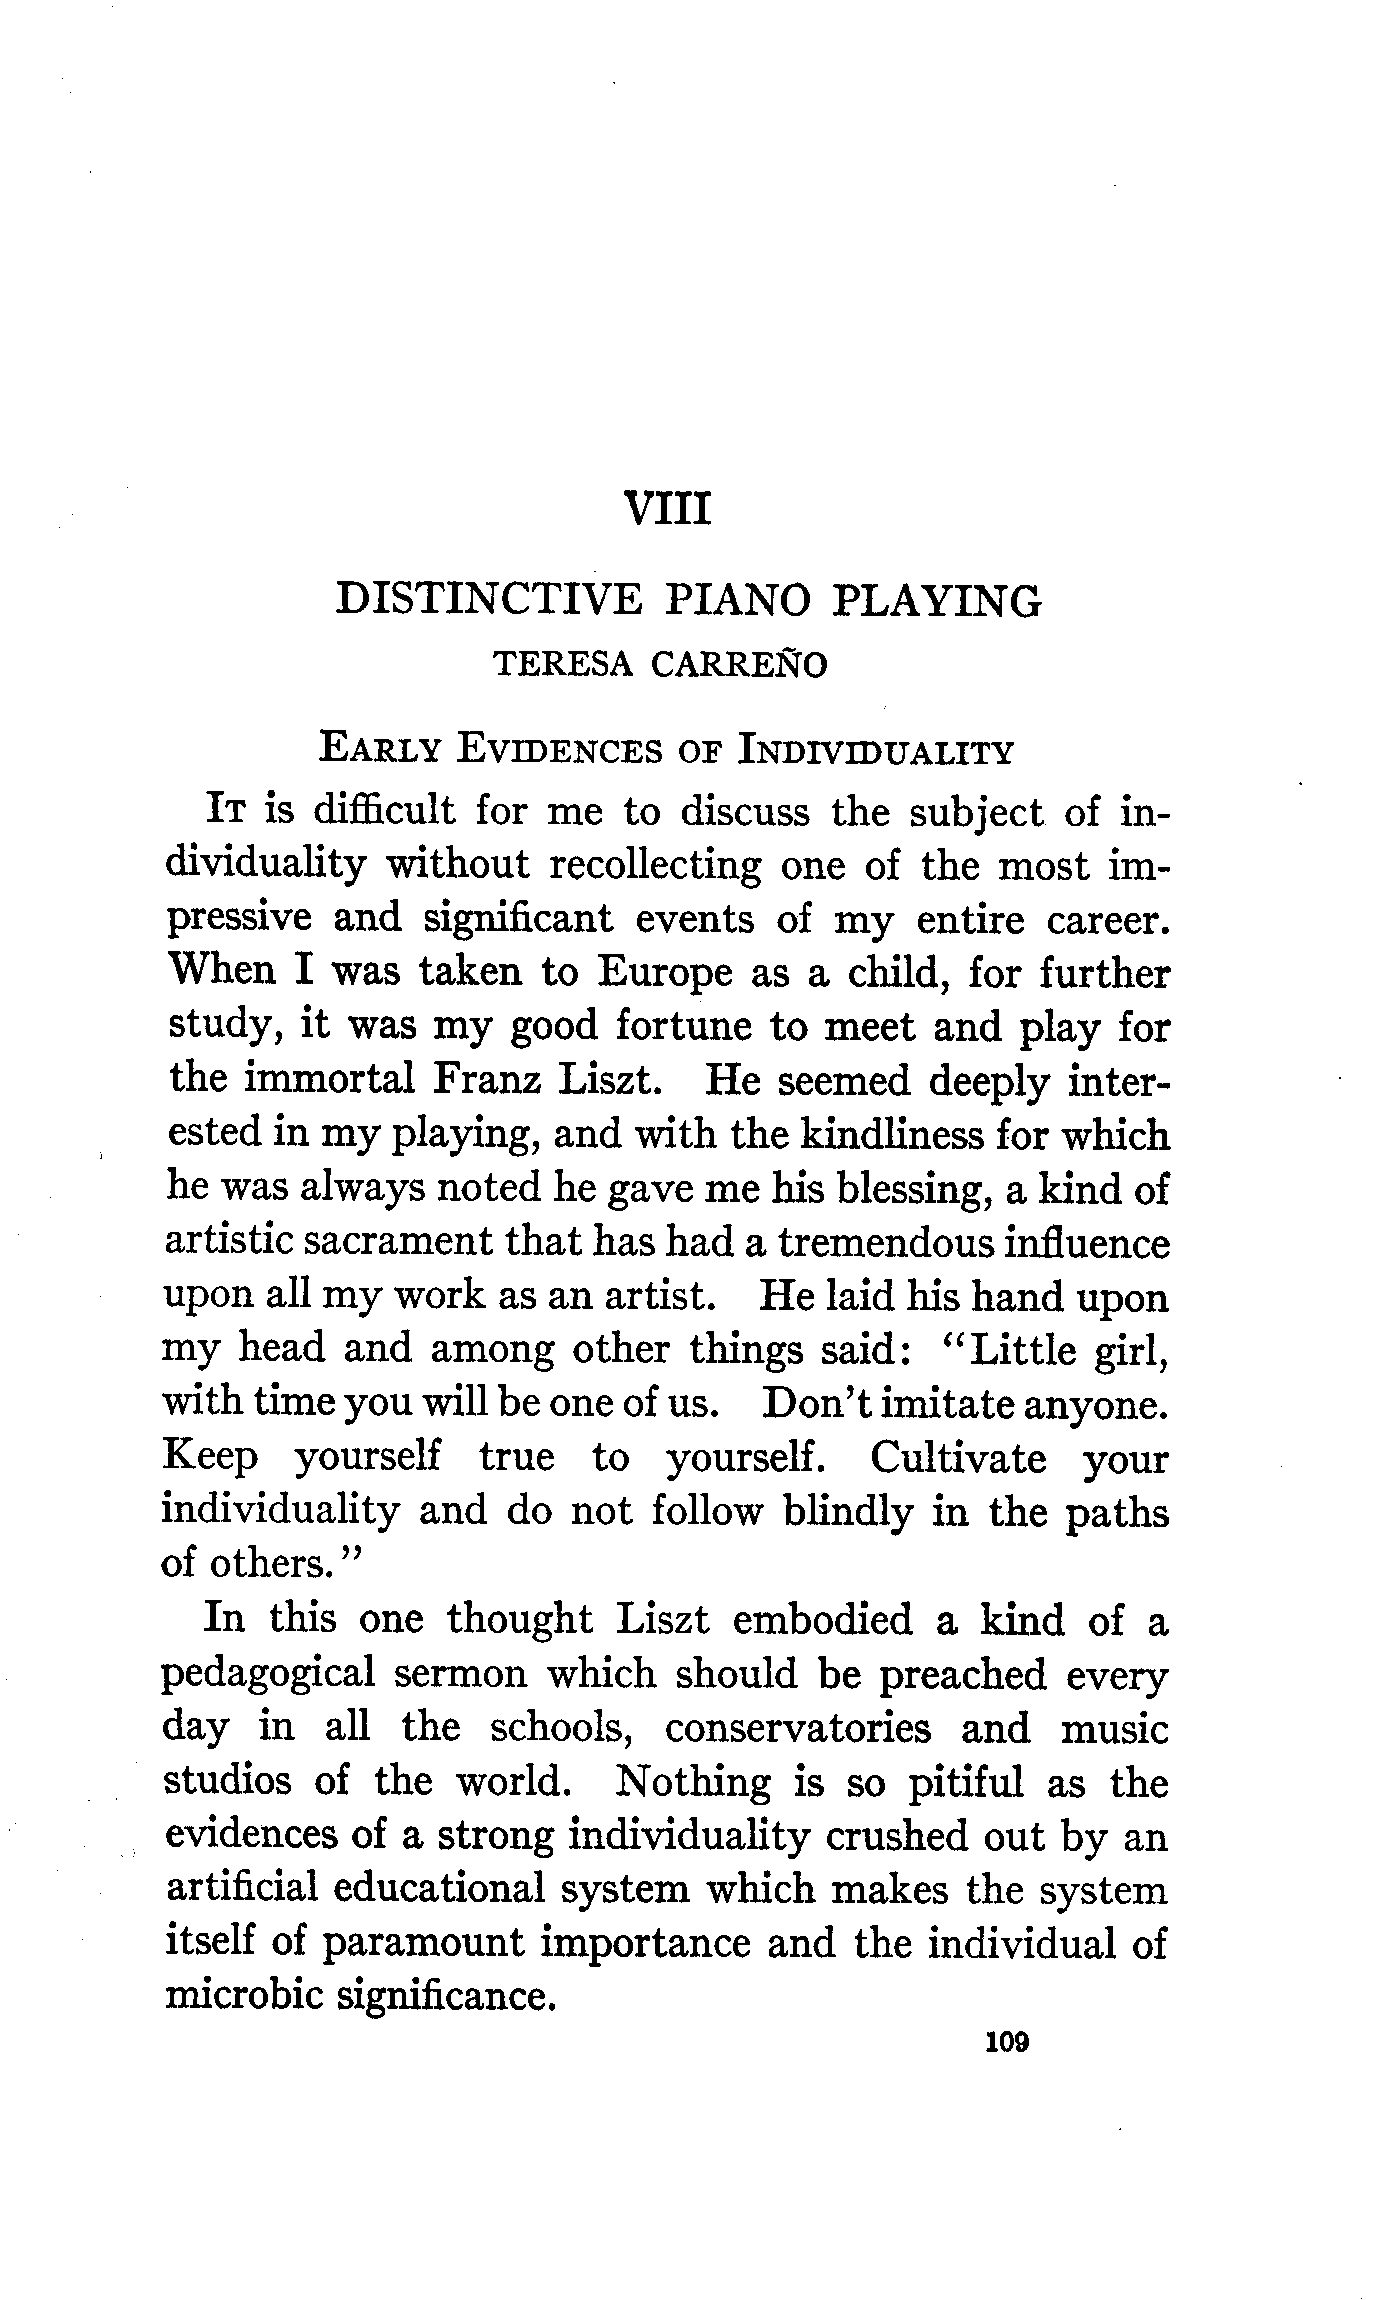 VIII
DISTINCTIVE PIANO PLAYING
TERESA CARREÑO
EARLY EVIDENCES OF INDIVIDUALITY
IT is difficult for me to discuss the subject of in-
dividuality without recollecting one of the most im-
pressive and significant events of my entire career.
When I was taken to Europe as a child, for further
study, it was my good fortune to meet and play for
the immortal Franz Liszt. He seemed deeply inter-
ested in my playing, and with the kindliness for which
he was always noted he gave me his blessing, a kind of
artistic sacrament that has had a tremendous influence
upon all my work as an artist. He laid his hand upon
my head and among other things said: "Little girl,
with time you will be one of us. Don't imitate anyone.
Keep yourself true to yourself. Cultivate your
individuality and do not follow blindly in the paths
of others."
In this one thought Liszt embodied a kind of a
pedagogical sermon which should be preached every
day in all the schools, conservatories and music
studios of the world. Nothing is so pitiful as the
evidences of a strong individuality crushed out by an
artificial educational system which makes the system
itself of paramount importance and the individual of
microbic significance.
109